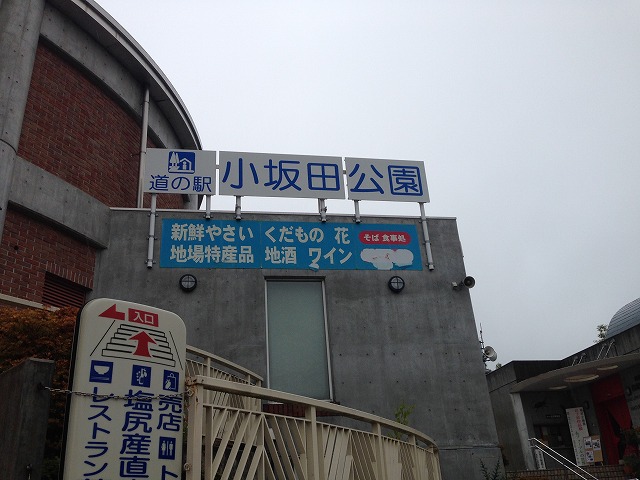 道の駅 小坂田公園
新鮮やさい くだもの 花
地場特産品 地酒 ワイン
そば 食事処
入口
売店
塩尻産直
レストラン
ト